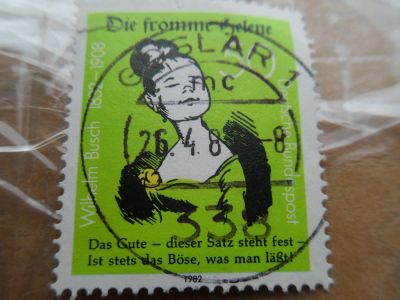 Die fromme Helene
Wilhelm Busch 1832–1908
Deutsche Bundespost
GOSLAR 1
26.4.8
8
338
Das Gute – dieser Satz steht fest –
Ist stets das Böse, was man läßt!
1982